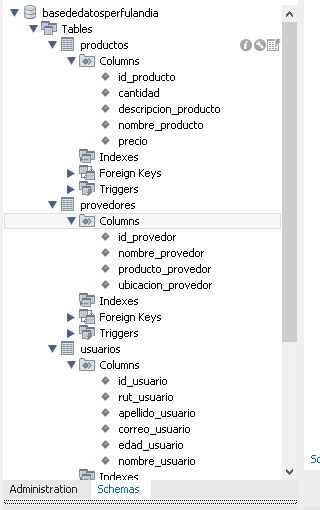 basededatosperfulandia
Tables
productos
Columns
id_producto
cantidad
descripcion_producto
nombre_producto
precio
Indexes
Foreign Keys
Triggers
provedores
Columns
id_provedor
nombre_provedor
producto_provedor
ubicacion_provedor
Indexes
Foreign Keys
Triggers
usuarios
Columns
id_usuario
rut_usuario
apellido_usuario
correo_usuario
edad_usuario
nombre_usuario
Indexes
Administration Schemas